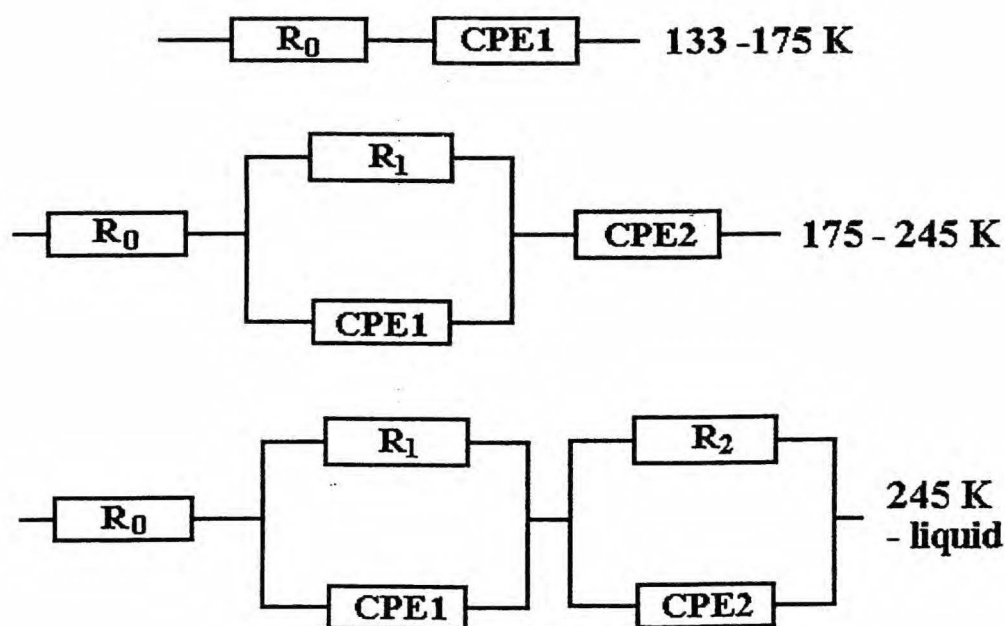 R0 CPE1 133 -175 K
R1
R0 CPE2 175 - 245 K
CPE1
R1 R2
R0 245 K
- liquid
CPE1 CPE2